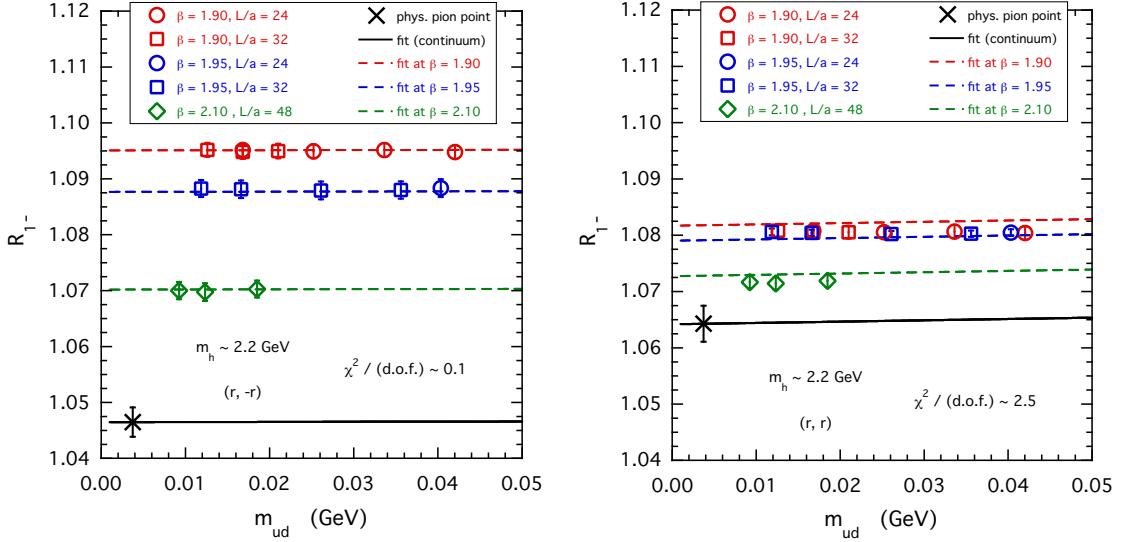 1.12
1.11
1.10
1.09
1.08
1.07
1.06
1.05
1.04
R₁-
β = 1.90, L/a = 24
β = 1.90, L/a = 32
β = 1.95, L/a = 24
β = 1.95, L/a = 32
β = 2.10 , L/a = 48
phys. pion point
fit (continuum)
fit at β = 1.90
fit at β = 1.95
fit at β = 2.10
m_h ~ 2.2 GeV
χ² / (d.o.f.) ~ 0.1
(r, -r)
0.00 0.01 0.02 0.03 0.04 0.05
m_ud (GeV)
1.12
1.11
1.10
1.09
1.08
1.07
1.06
1.05
1.04
R₁-
β = 1.90, L/a = 24
β = 1.90, L/a = 32
β = 1.95, L/a = 24
β = 1.95, L/a = 32
β = 2.10 , L/a = 48
phys. pion point
fit (continuum)
fit at β = 1.90
fit at β = 1.95
fit at β = 2.10
m_h ~ 2.2 GeV
χ² / (d.o.f.) ~ 2.5
(r, r)
0.00 0.01 0.02 0.03 0.04 0.05
m_ud (GeV)